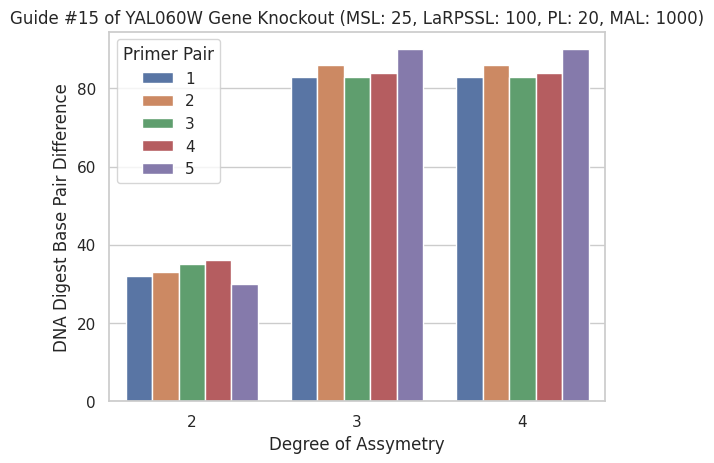 Guide #15 of YAL060W Gene Knockout (MSL: 25, LaRPSSL: 100, PL: 20, MAL: 1000)
Primer Pair
1
2
3
4
5
DNA Digest Base Pair Difference
80
60
40
20
0
2 3 4
Degree of Assymetry